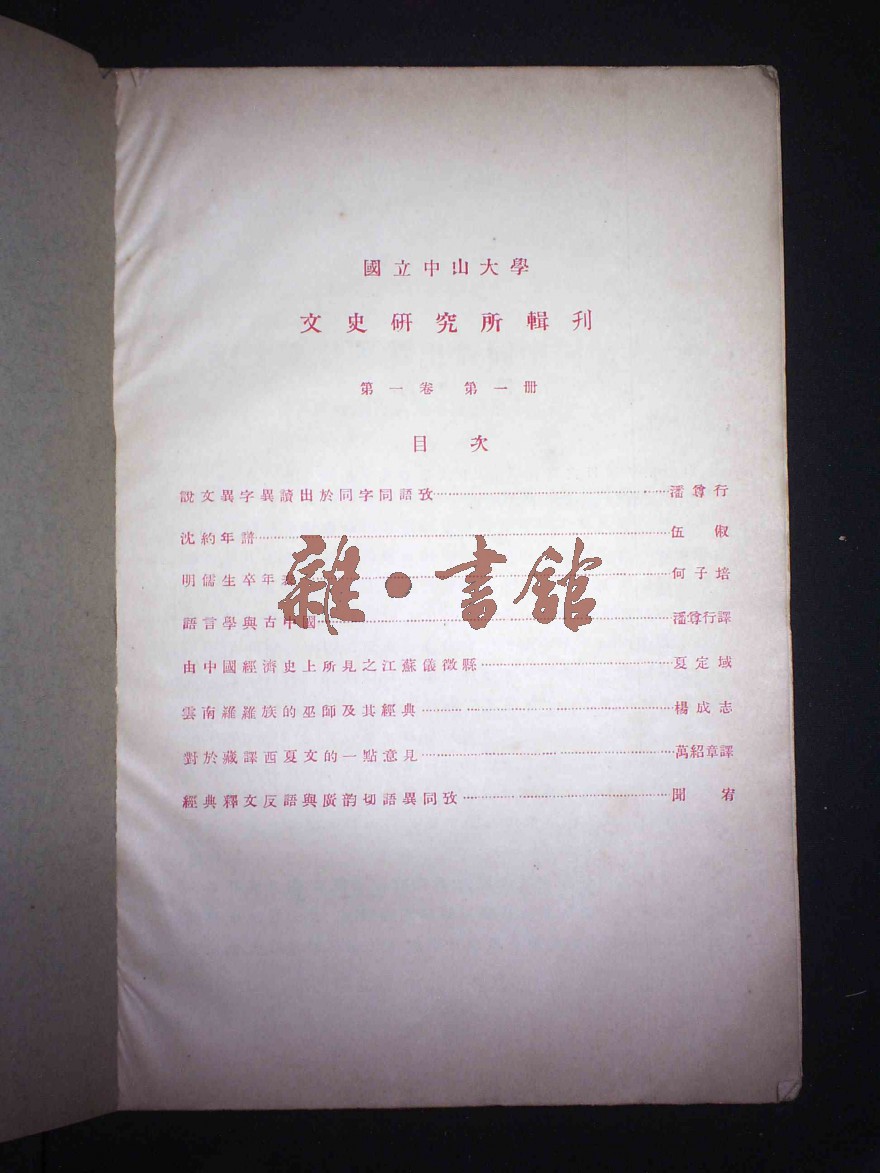 國立中山大學
文史研究所輯刊
第一卷 第一册
目次
說文異字異讀出於同字同語攷……潘尊行
沈約年譜……伍俶
明儒生卒年……何子培
語言學與古中國……潘尊行譯
由中國經濟史上所見之江蘇儀徵縣……夏定域
雲南羅羅族的巫師及其經典……楊成志
對於藏譯西夏文的一點意見……萬紹章譯
經典釋文反語與廣韵切語異同攷……聞宥
雜·書館